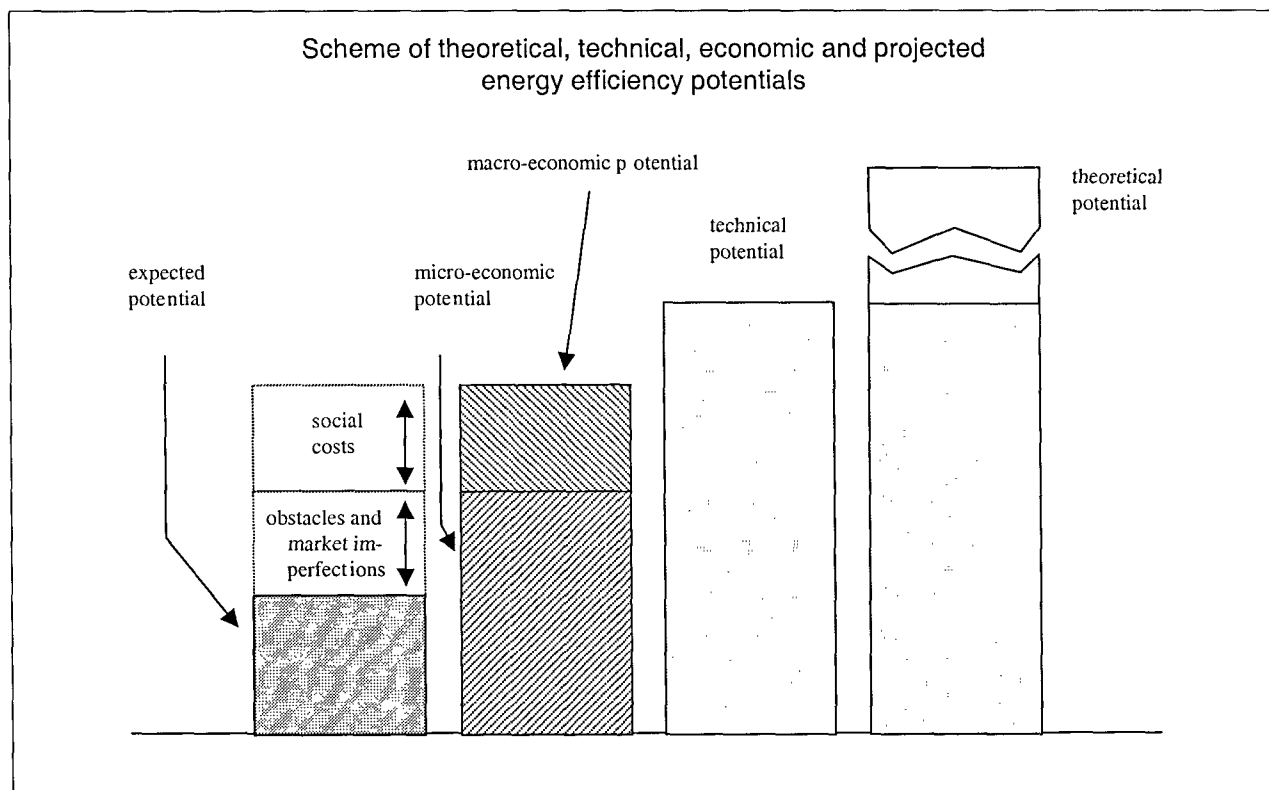 Scheme of theoretical, technical, economic and projected
energy efficiency potentials
macro-economic p otential
theoretical
potential
technical
potential
expected
potential
micro-economic
potential
social
costs
obstacles and
market im-
perfections